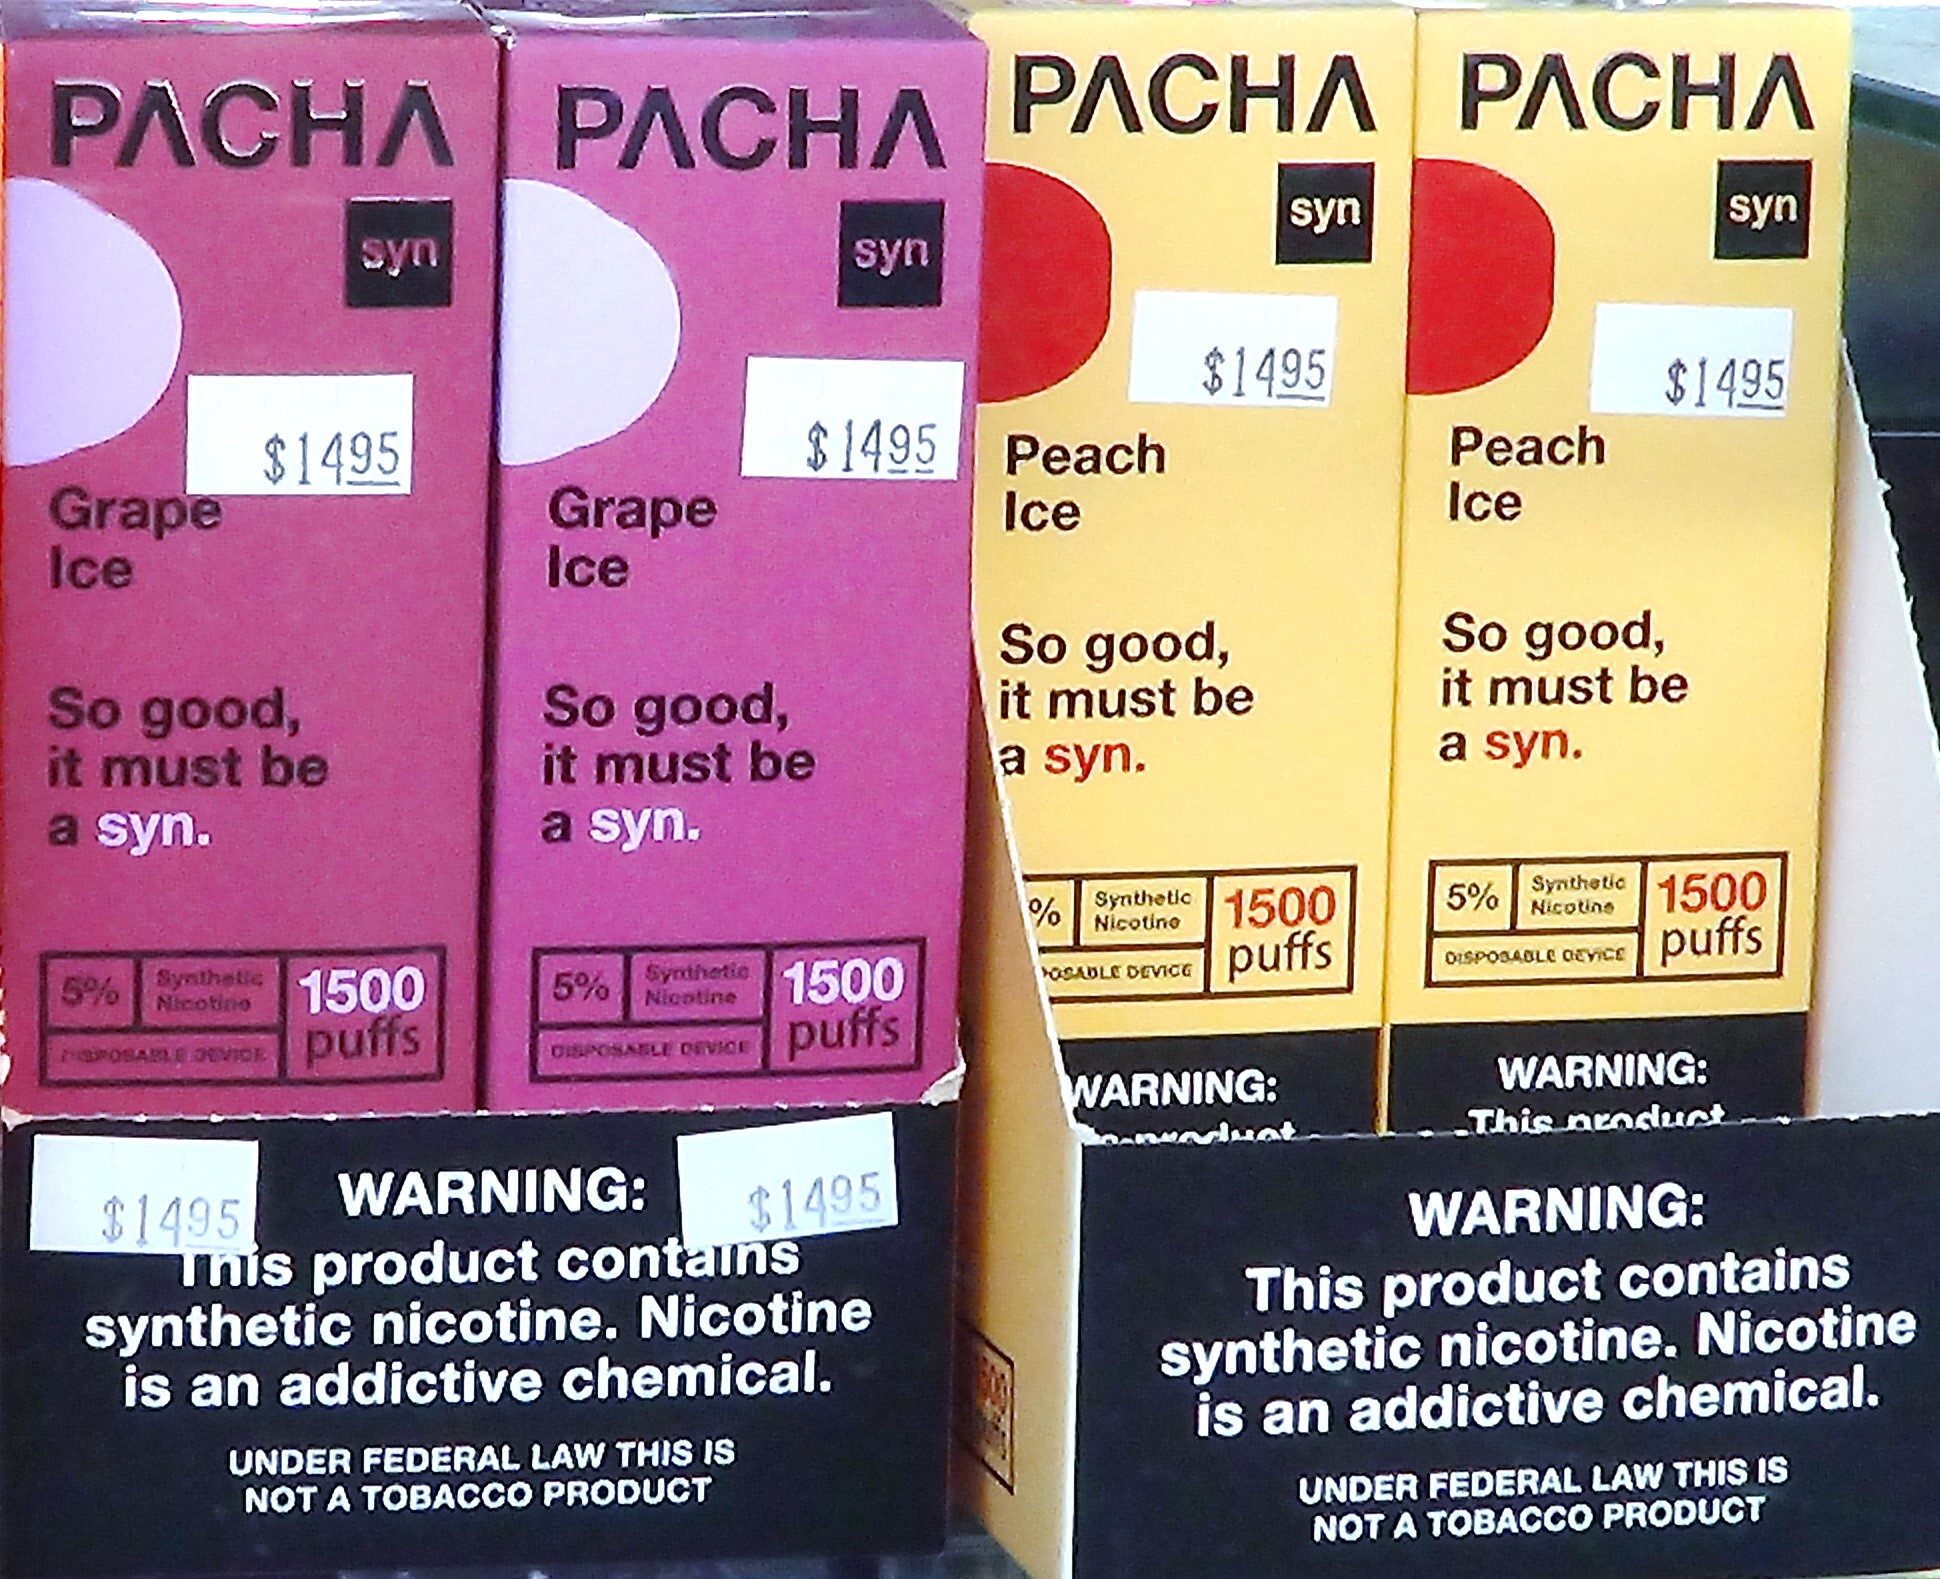 PACHA
syn
$1495
Grape
Ice
So good,
it must be
a syn.
5%
Synthetic
Nicotine
DISPOSABLE DEVICE
1500
puffs
PACHA
syn
$1495
Grape
Ice
So good,
it must be
a syn.
5%
Synthetic
Nicotine
DISPOSABLE DEVICE
1500
puffs
$1495
WARNING:
$1495
This product contains
synthetic nicotine. Nicotine
is an addictive chemical.
UNDER FEDERAL LAW THIS IS
NOT A TOBACCO PRODUCT
PACHA
syn
$1495
Peach
Ice
So good,
it must be
a syn.
%
Synthetic
Nicotine
POSABLE DEVICE
1500
puffs
WARNING:
product
PACHA
syn
$1495
Peach
Ice
So good,
it must be
a syn.
5%
Synthetic
Nicotine
DISPOSABLE DEVICE
1500
puffs
WARNING:
This product
WARNING:
This product contains
synthetic nicotine. Nicotine
is an addictive chemical.
UNDER FEDERAL LAW THIS IS
NOT A TOBACCO PRODUCT